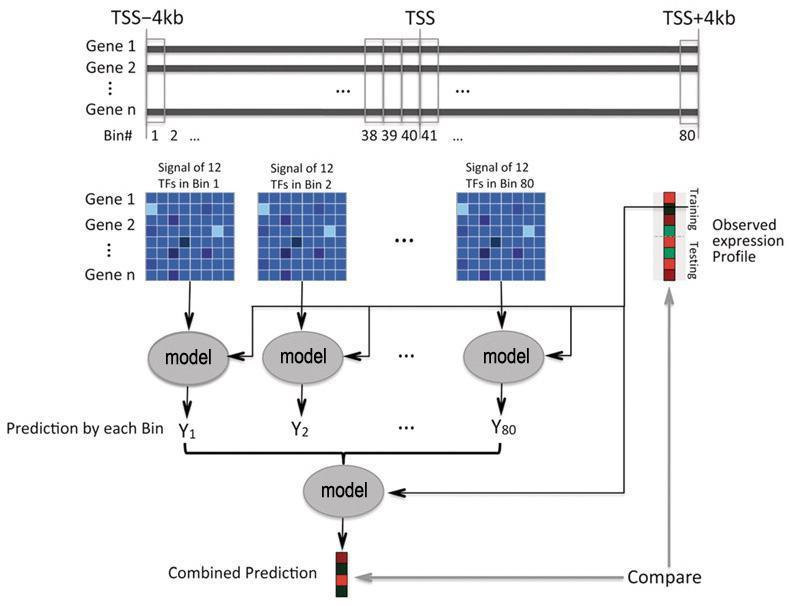 TSS−4kb TSS TSS+4kb
Gene 1
Gene 2
⋮
... ...
Gene n
Bin# 1 2 ... 38 39 40 41 ... 80
Signal of 12 Signal of 12 Signal of 12
TFs in Bin 1 TFs in Bin 2 TFs in Bin 80
Gene 1
Gene 2
⋮
...
Gene n
Training
Testing
Observed
expression
Profile
model model ... model
Prediction by each Bin Y1 Y2 ... Y80
model
Combined Prediction
Compare